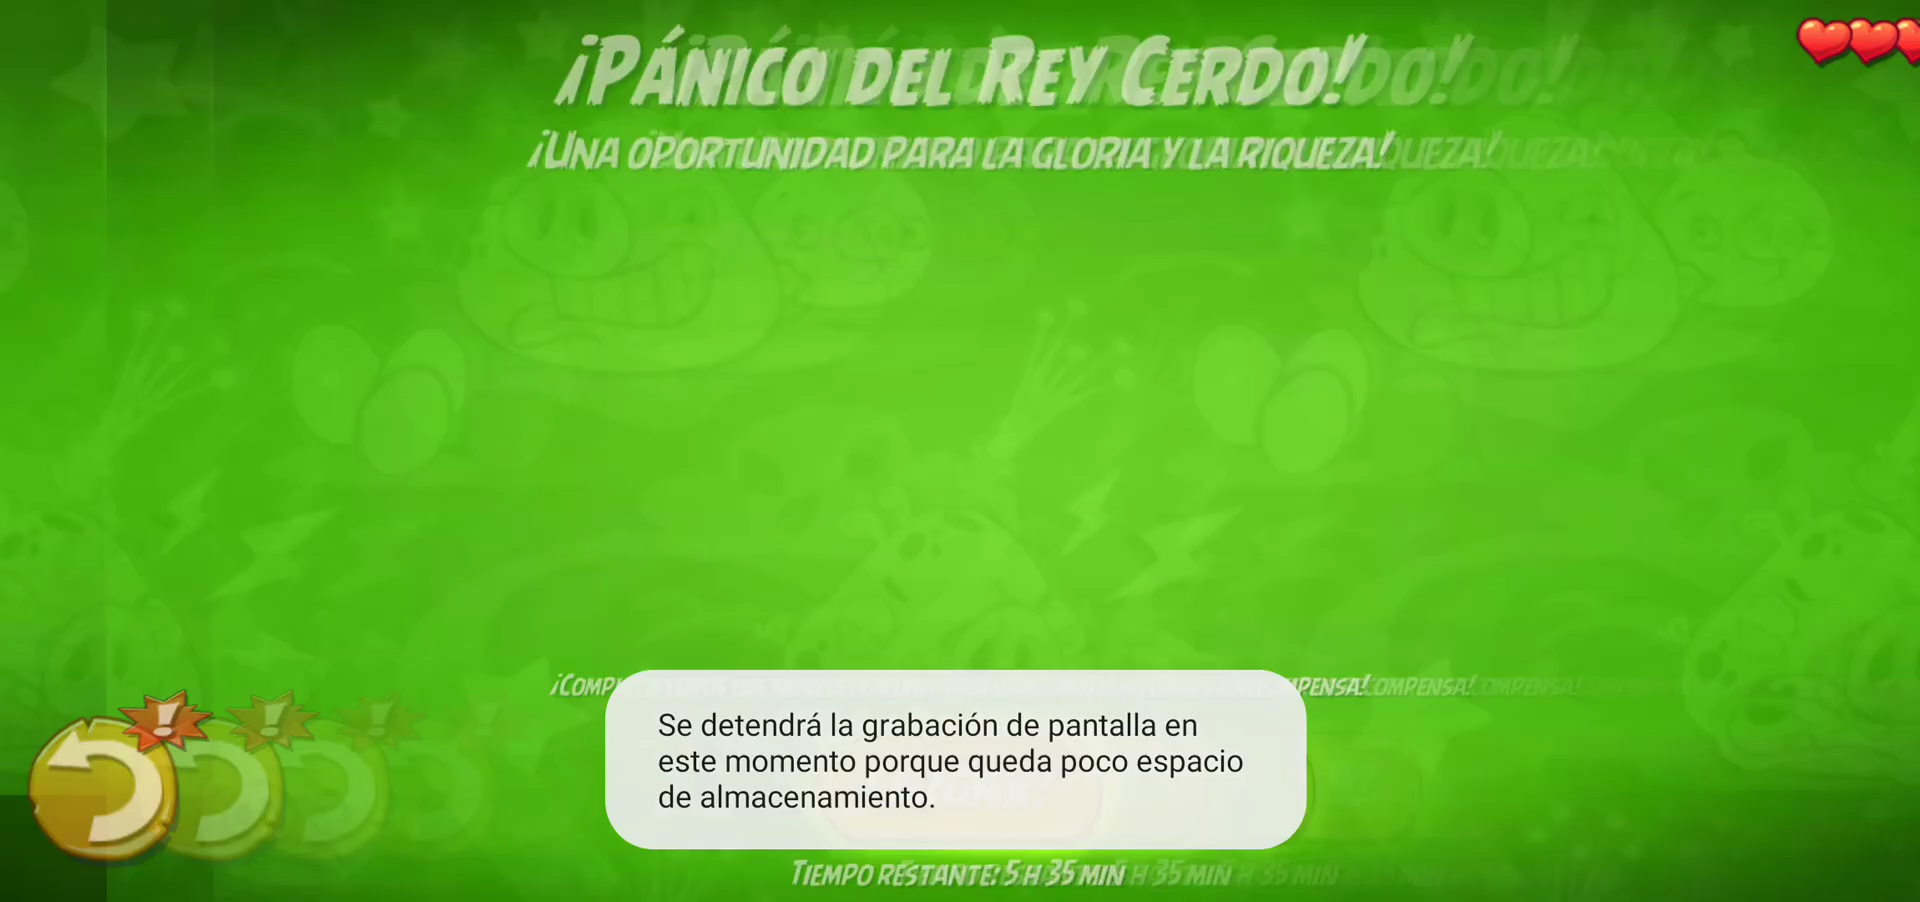 ¡PÁNICO DEL REY CERDO!
¡UNA OPORTUNIDAD PARA LA GLORIA Y LA RIQUEZA!
Se detendrá la grabación de pantalla en
este momento porque queda poco espacio
de almacenamiento.
TIEMPO RESTANTE: 5 H 35 MIN